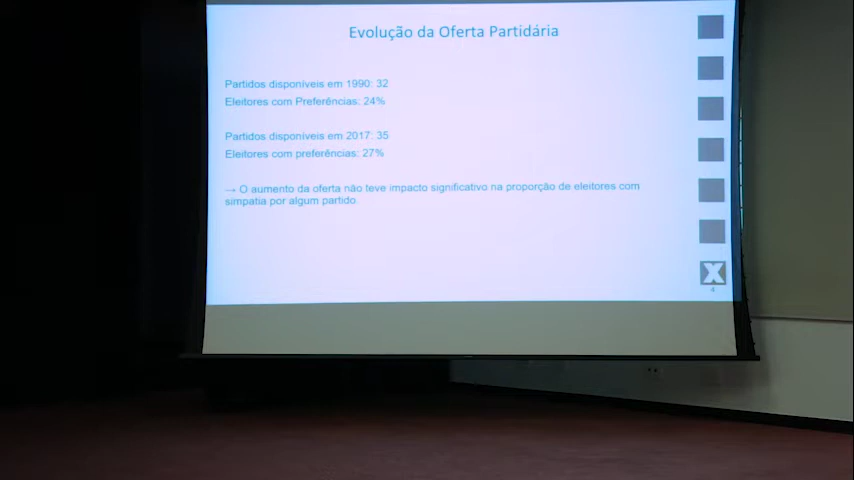 Evolução da Oferta Partidária
Partidos disponíveis em 1990: 32
Eleitores com Preferências: 24%
Partidos disponíveis em 2017: 35
Eleitores com preferências: 27%
→ O aumento da oferta não teve impacto significativo na proporção de eleitores com
simpatia por algum partido
X
4